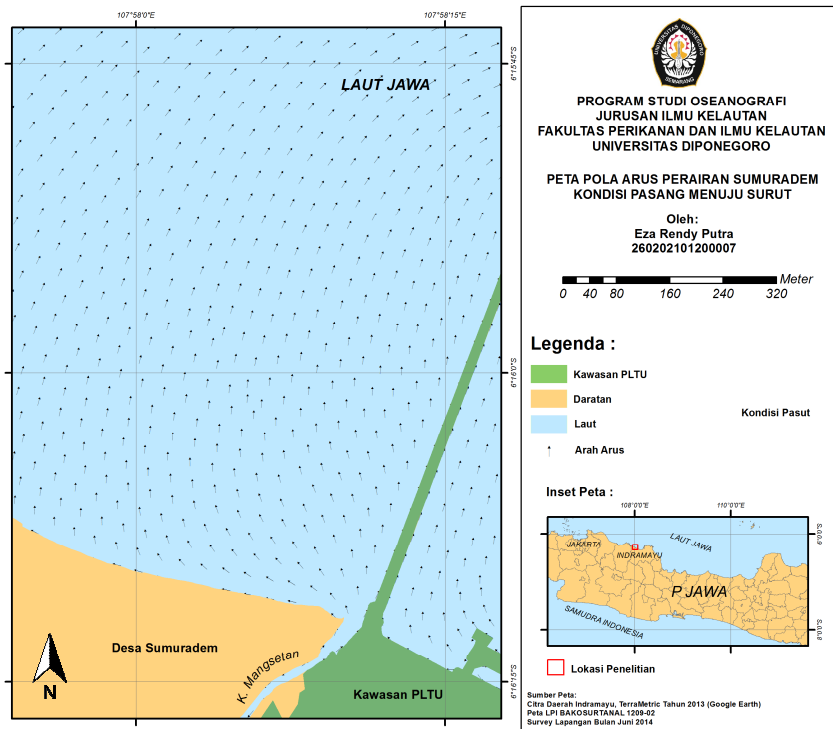 107°58'0"E
107°58'15"E
6°15'45"S
6°16'0"S
6°16'15"S
LAUT JAWA
Desa Sumuradem
K. Mangsetan
Kawasan PLTU
N
UNIVERSITAS DIPONEGORO
SEMARANG
PROGRAM STUDI OSEANOGRAFI
JURUSAN ILMU KELAUTAN
FAKULTAS PERIKANAN DAN ILMU KELAUTAN
UNIVERSITAS DIPONEGORO
PETA POLA ARUS PERAIRAN SUMURADEM
KONDISI PASANG MENUJU SURUT
Oleh:
Eza Rendy Putra
260202101200007
Meter
0 40 80 160 240 320
Legenda :
Kawasan PLTU
Daratan
Laut
Arah Arus
Kondisi Pasut
Inset Peta :
108°0'0"E
110°0'0"E
6°0'0"S
8°0'0"S
JAKARTA
INDRAMAYU
LAUT JAWA
P JAWA
SAMUDRA INDONESIA
Lokasi Penelitian
Sumber Peta:
Citra Daerah Indramayu, TerraMetric Tahun 2013 (Google Earth)
Peta LPI BAKOSURTANAL 1209-02
Survey Lapangan Bulan Juni 2014